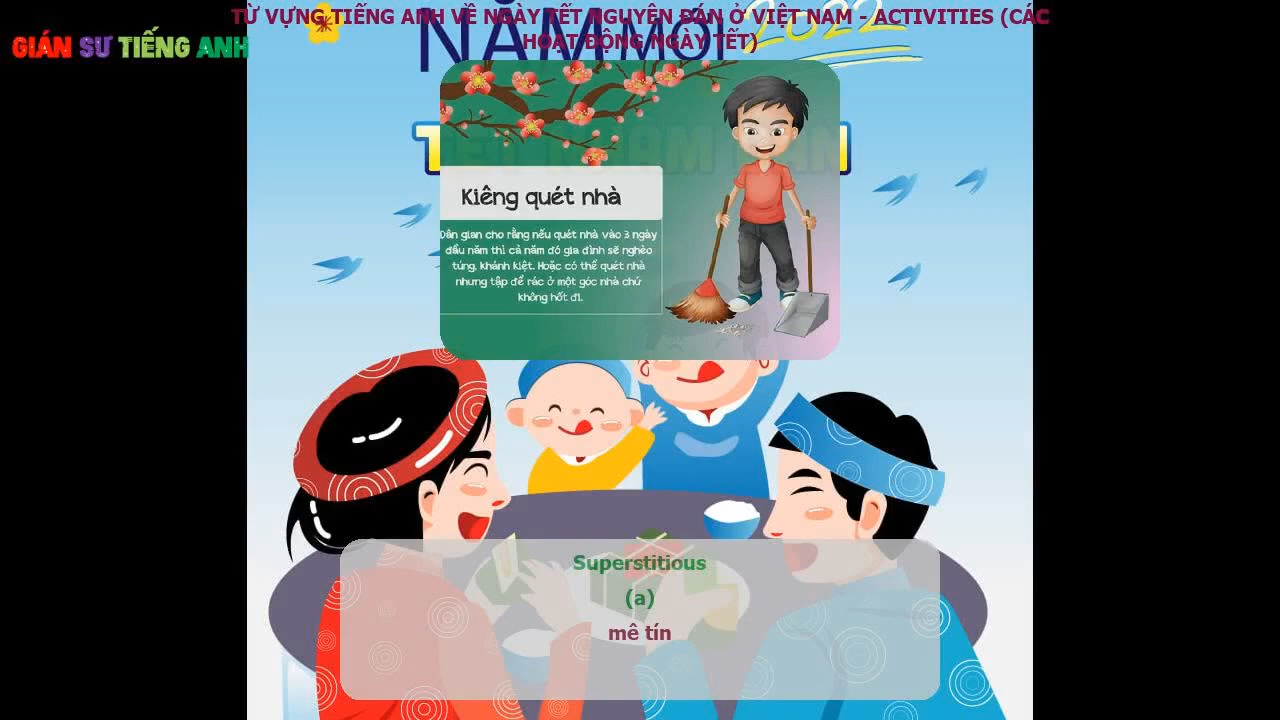 TỪ VỰNG TIẾNG ANH VỀ NGÀY TẾT NGUYÊN ĐÁN Ở VIỆT NAM - ACTIVITIES (CÁC
HOẠT ĐỘNG NGÀY TẾT)
GIÁN SƯ TIẾNG ANH
NĂM MỚI 2022
Kiêng quét nhà
Dân gian cho rằng nếu quét nhà vào 3 ngày
đầu năm thì cả năm đó gia đình sẽ nghèo
túng, khánh kiệt. Hoặc có thể quét nhà
nhưng tập để rác ở một góc nhà chứ
không hốt đi.
Superstitious
(a)
mê tín